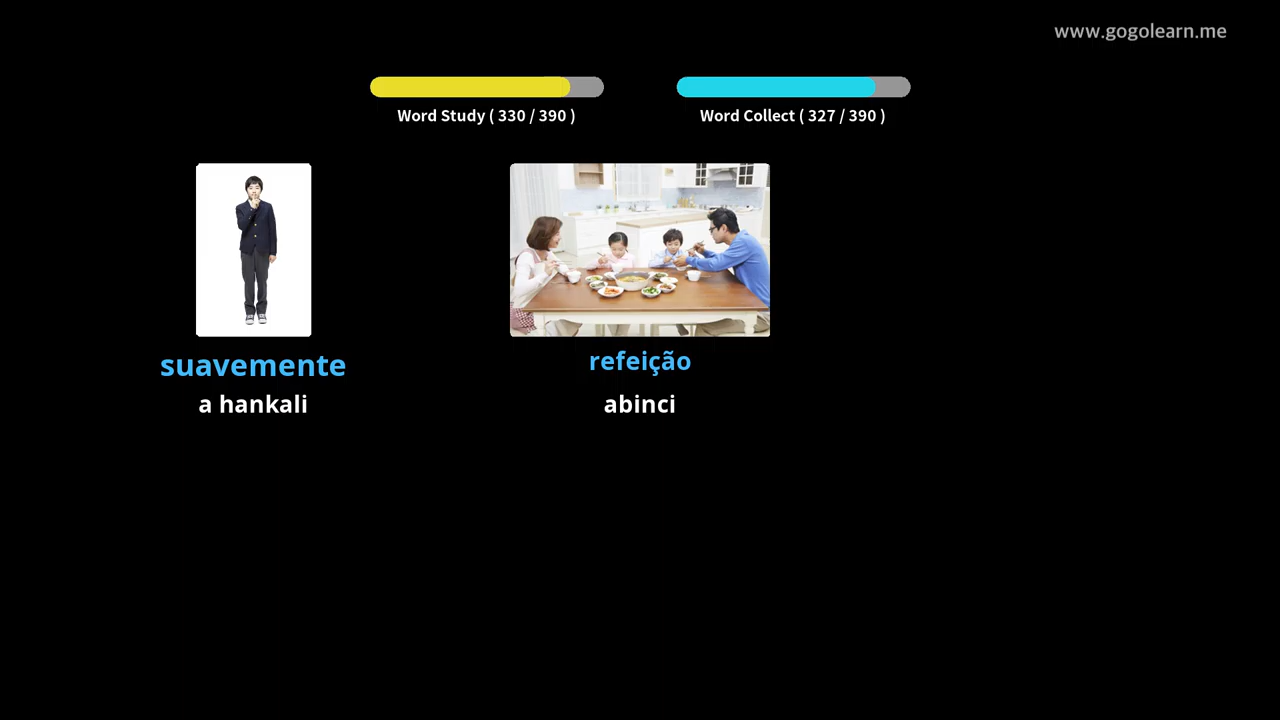 www.gogolearn.me
Word Study ( 330 / 390 )
Word Collect ( 327 / 390 )
suavemente
a hankali
refeição
abinci